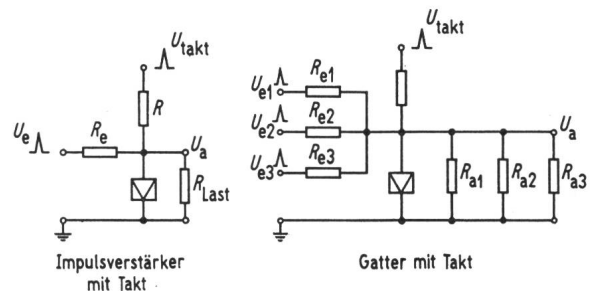 U_takt
R
U_e
R_e
U_a
R_Last
Impulsverstärker
mit Takt
U_takt
U_e1
R_e1
U_e2
R_e2
U_e3
R_e3
U_a
R_a1
R_a2
R_a3
Gatter mit Takt